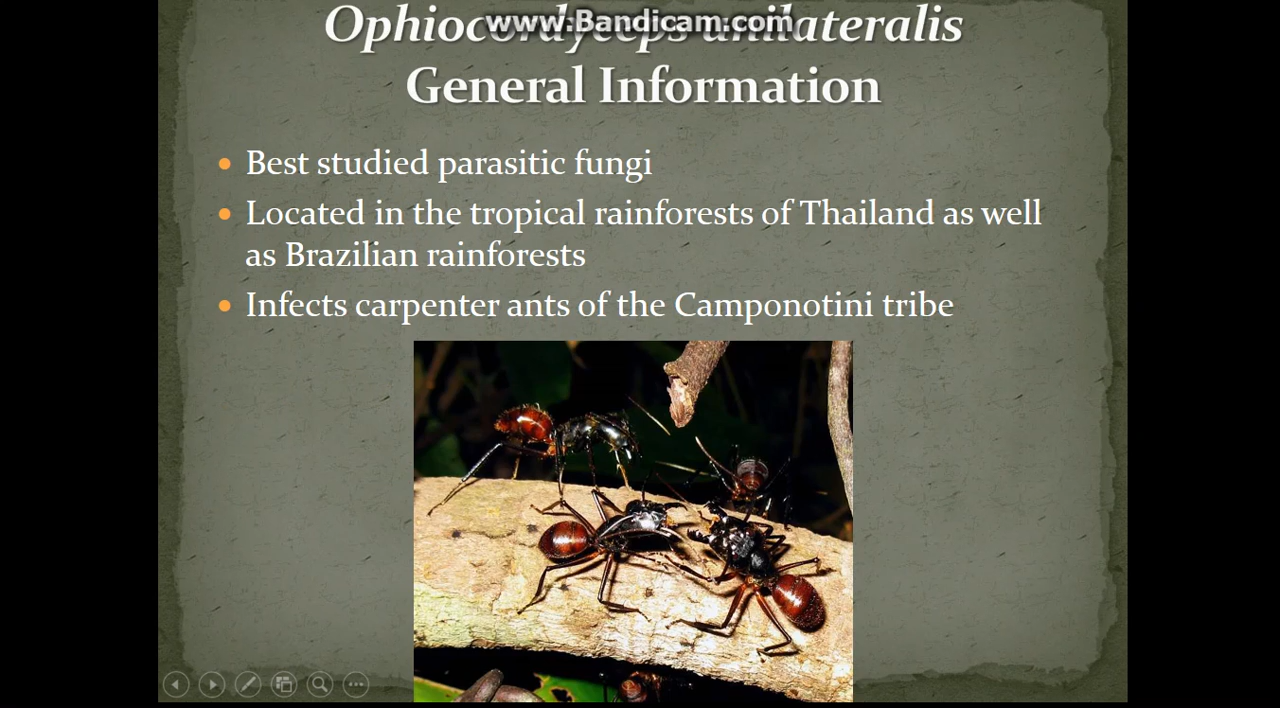 www.Bandicam.com
Ophiocordyceps unilateralis
General Information
Best studied parasitic fungi
Located in the tropical rainforests of Thailand as well
as Brazilian rainforests
Infects carpenter ants of the Camponotini tribe